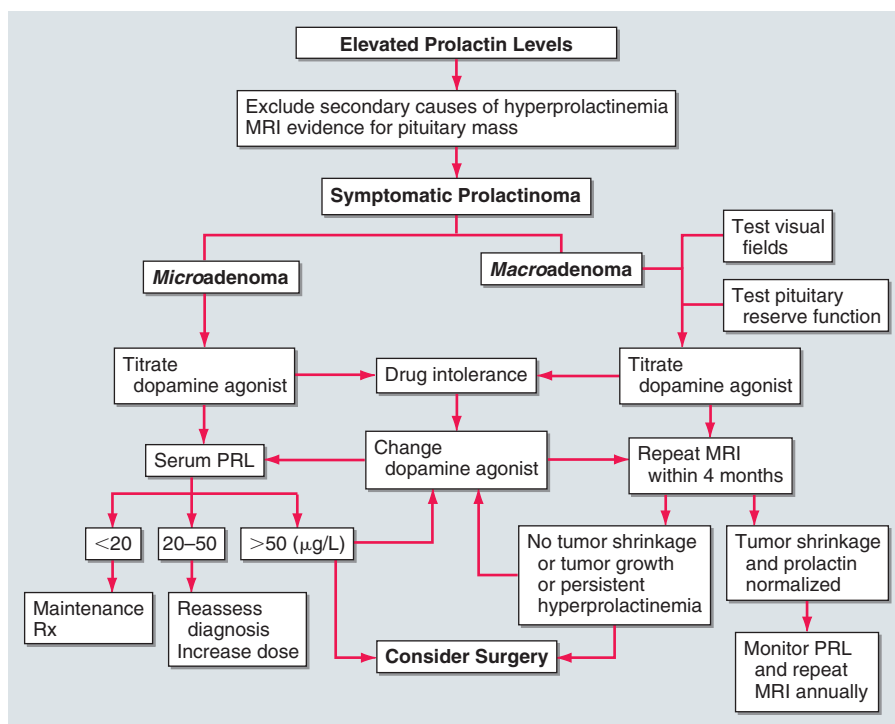 Elevated Prolactin Levels
Exclude secondary causes of hyperprolactinemia
MRI evidence for pituitary mass
Symptomatic Prolactinoma
Microadenoma
Macroadenoma
Test visual
fields
Test pituitary
reserve function
Titrate
dopamine agonist
Drug intolerance
Titrate
dopamine agonist
Serum PRL
Change
dopamine agonist
Repeat MRI
within 4 months
<20
20–50
>50 (μg/L)
No tumor shrinkage
or tumor growth
or persistent
hyperprolactinemia
Tumor shrinkage
and prolactin
normalized
Maintenance
Rx
Reassess
diagnosis
Increase dose
Consider Surgery
Monitor PRL
and repeat
MRI annually